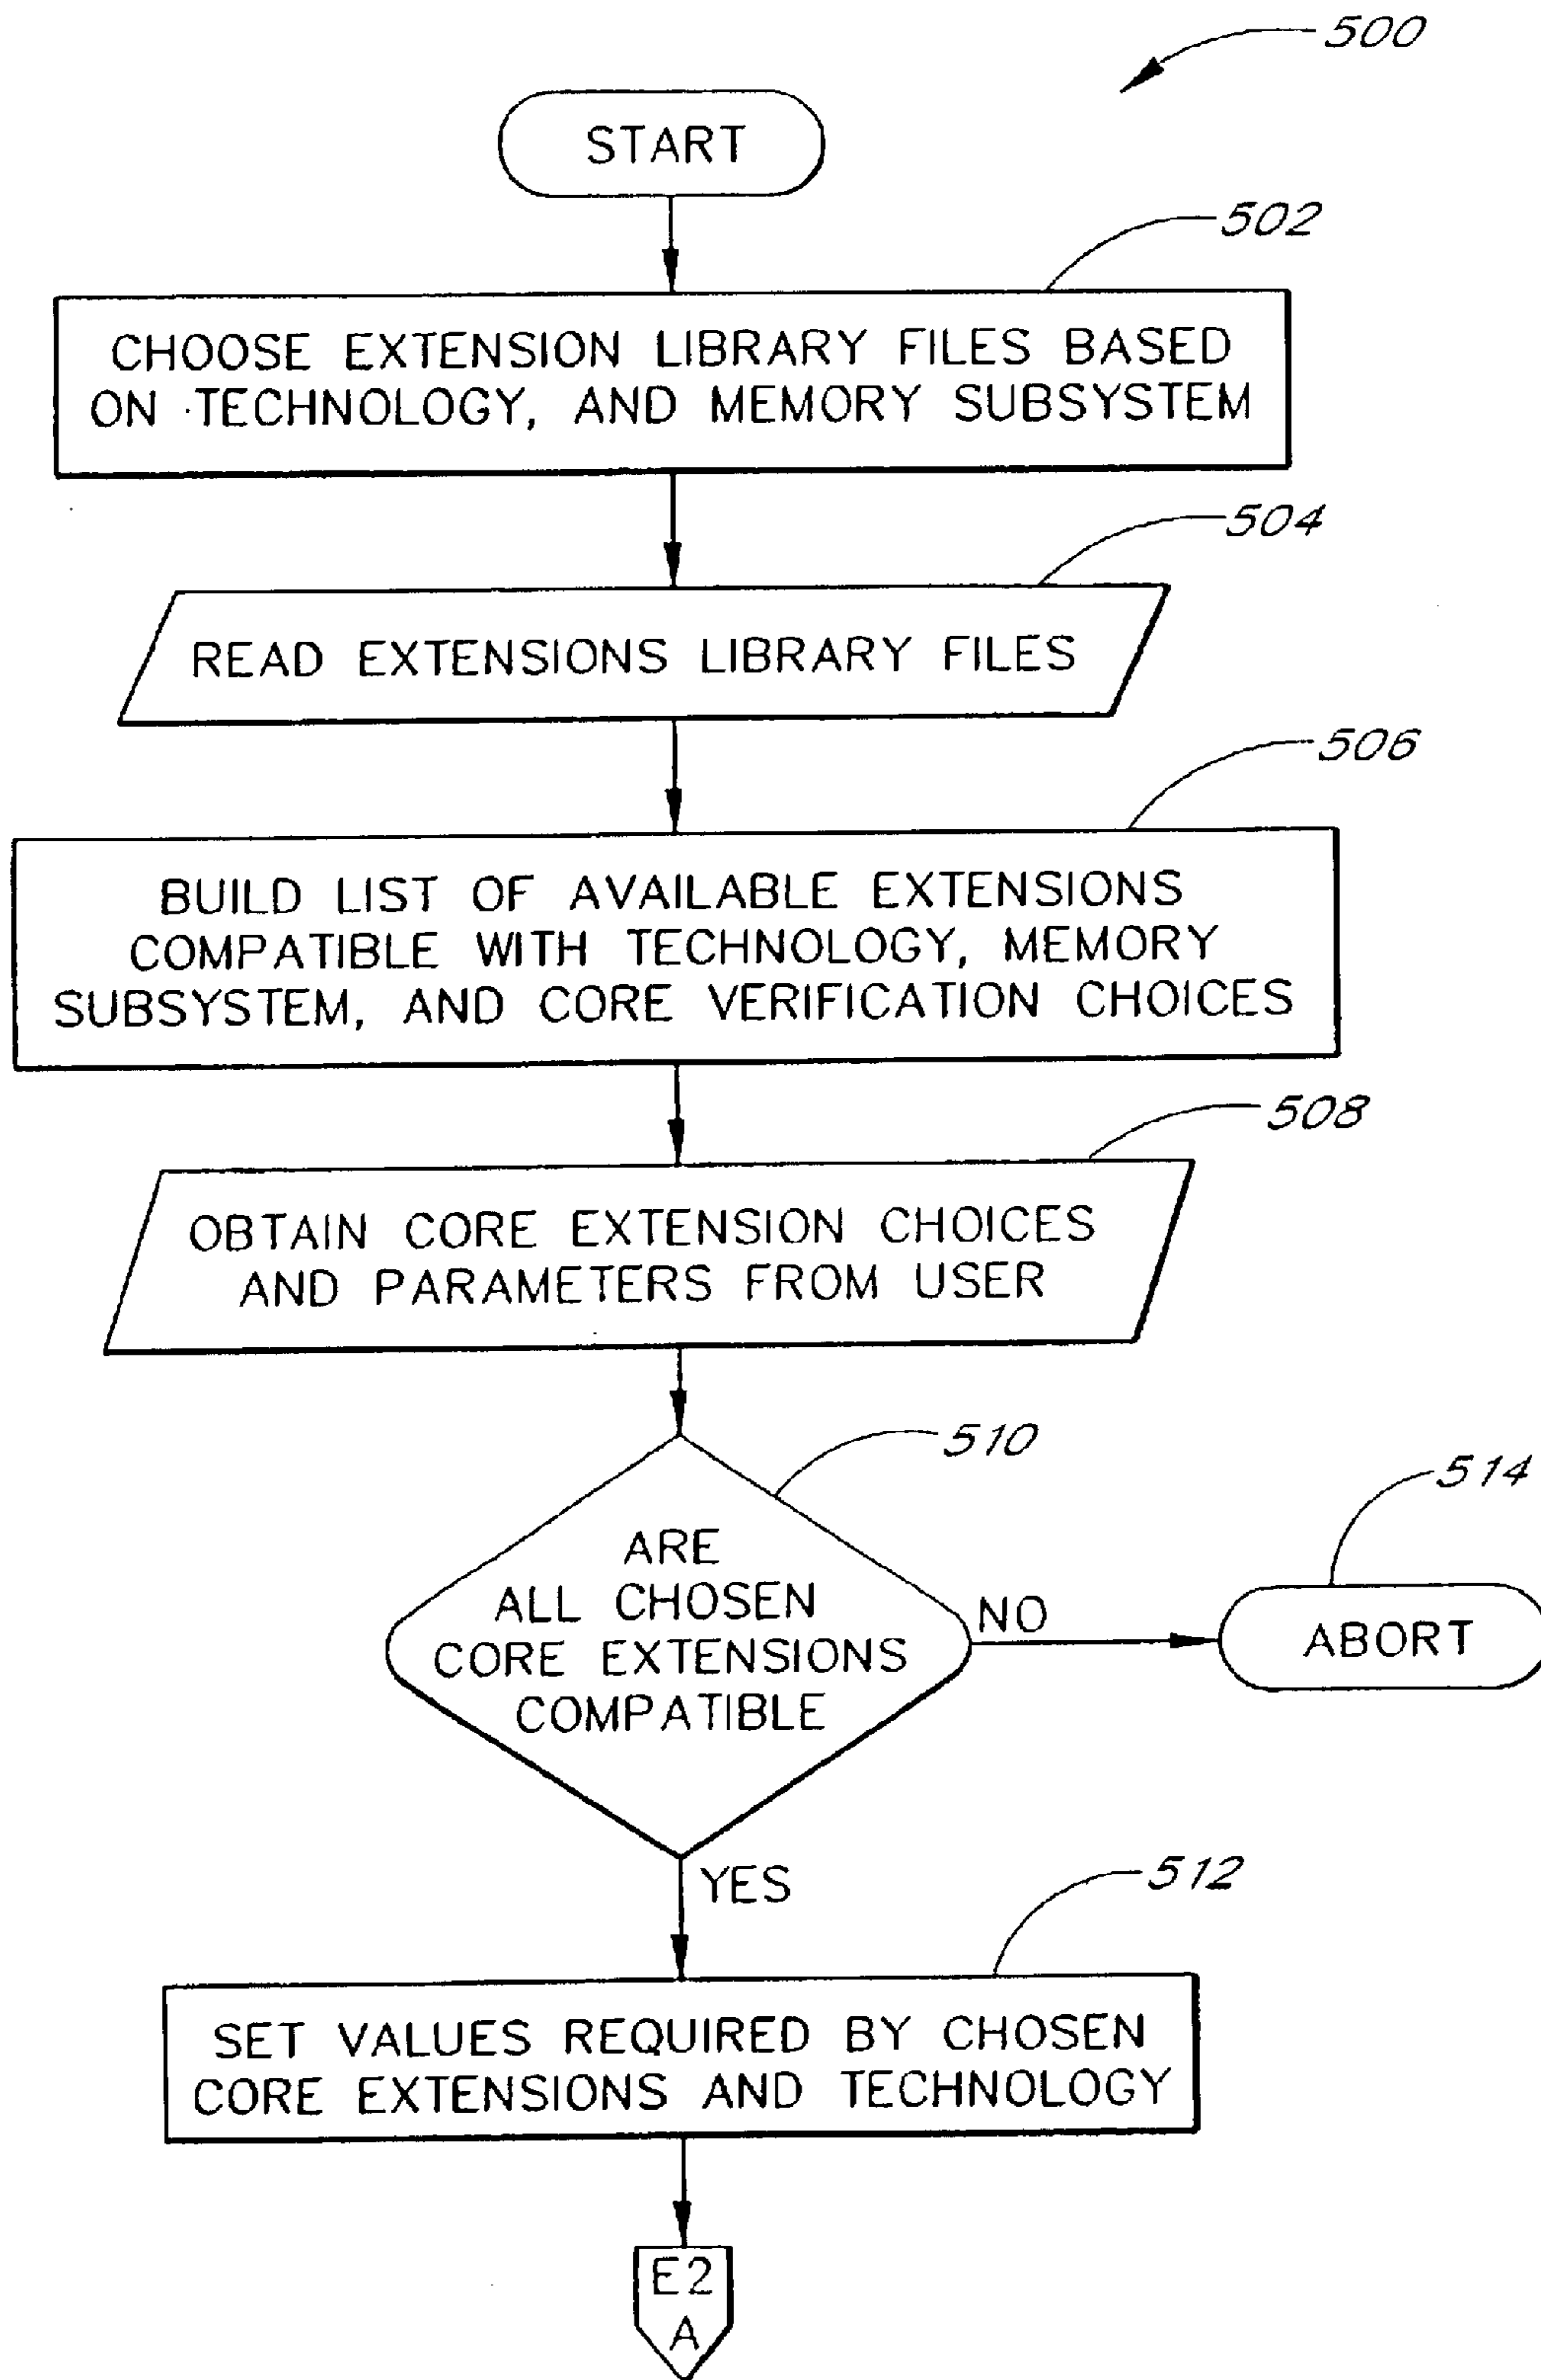 500
START
502
CHOOSE EXTENSION LIBRARY FILES BASED
ON TECHNOLOGY, AND MEMORY SUBSYSTEM
504
READ EXTENSIONS LIBRARY FILES
506
BUILD LIST OF AVAILABLE EXTENSIONS
COMPATIBLE WITH TECHNOLOGY, MEMORY
SUBSYSTEM, AND CORE VERIFICATION CHOICES
508
OBTAIN CORE EXTENSION CHOICES
AND PARAMETERS FROM USER
510
ARE
ALL CHOSEN
CORE EXTENSIONS
COMPATIBLE
NO
514
ABORT
YES
512
SET VALUES REQUIRED BY CHOSEN
CORE EXTENSIONS AND TECHNOLOGY
E2
A